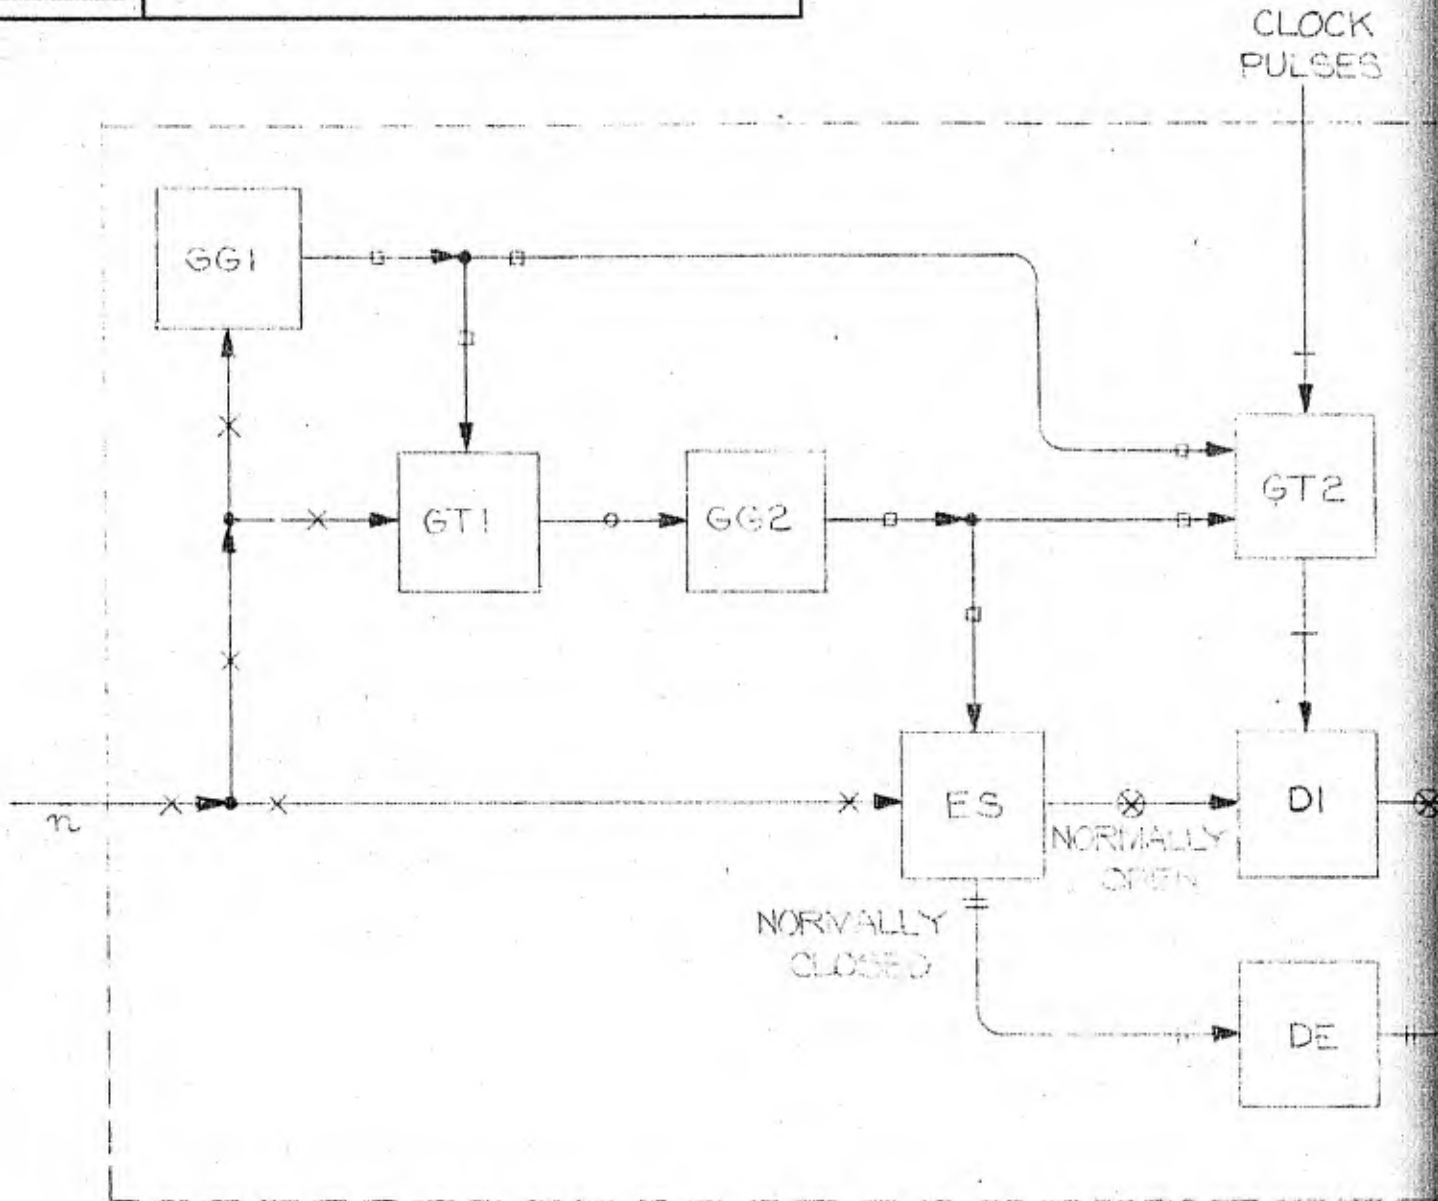 CLOCK
PULSES
GG1
GT1
GG2
GT2
n
ES
NORMALLY
OPEN
D1
NORMALLY
CLOSED
DE